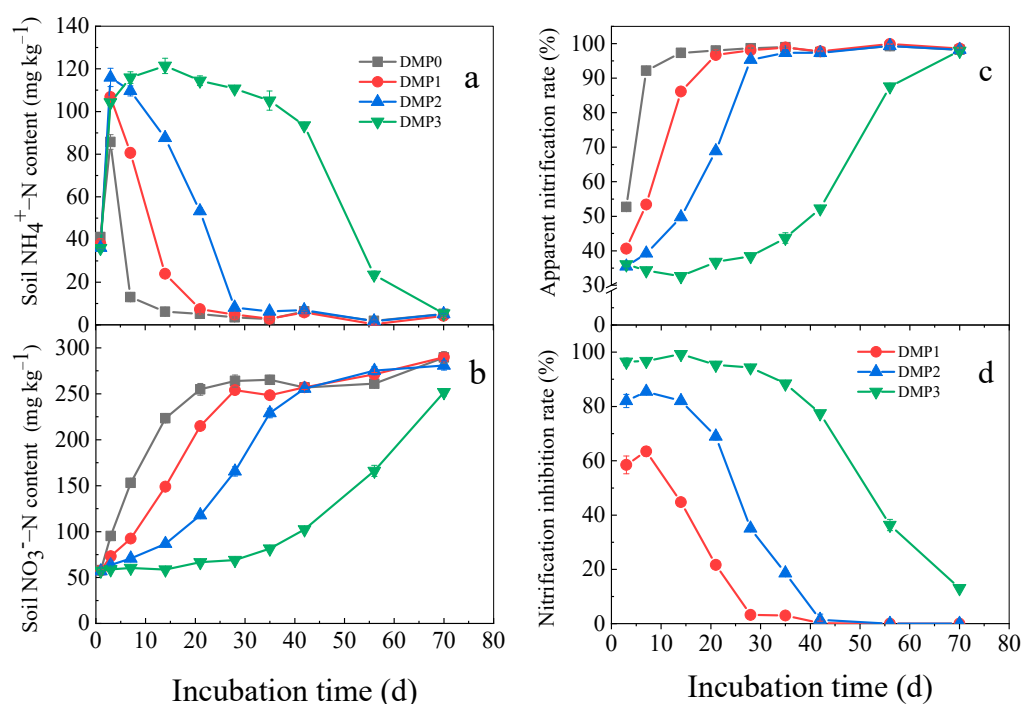 Soil NH₄⁺−N content (mg kg⁻¹)
140
120
100
80
60
40
20
0
a
DMP0
DMP1
DMP2
DMP3
Soil NO₃⁻−N content (mg kg⁻¹)
300
250
200
150
100
50
0
b
0 10 20 30 40 50 60 70 80
Incubation time (d)
Apparent nitrification rate (%)
100
90
80
70
60
50
40
30
0
c
Nitrification inhibition rate (%)
100
80
60
40
20
0
d
DMP1
DMP2
DMP3
0 10 20 30 40 50 60 70 80
Incubation time (d)